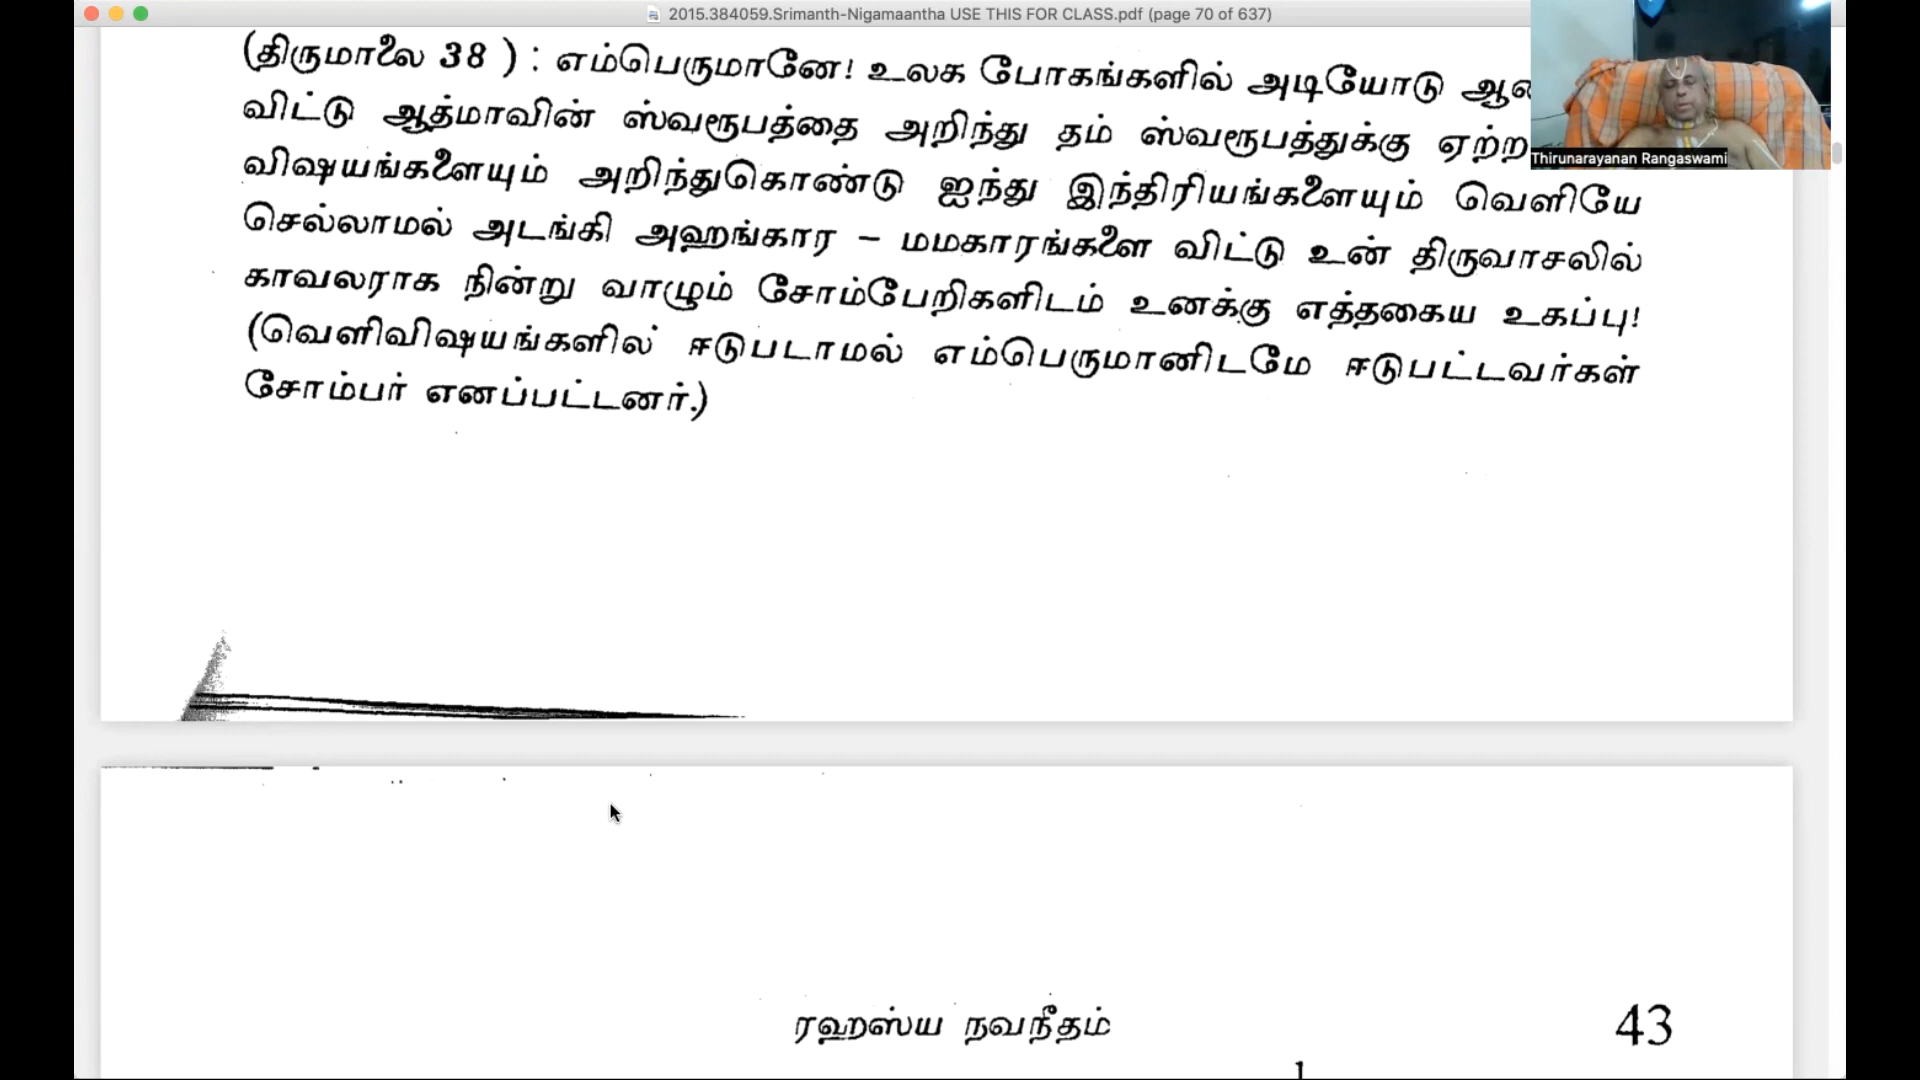 2015.384059.Srimanth-Nigamaantha USE THIS FOR CLASS.pdf (page 70 of 637)
(திருமாலை 38 ) : எம்பெருமானே! உலக போகங்களில் அடியோடு
விட்டு ஆத்மாவின் ஸ்வரூபத்தை அறிந்து தம் ஸ்வரூபத்துக்கு ஏற்ற
விஷயங்களையும் அறிந்துகொண்டு ஐந்து இந்திரியங்களையும் வெளியே
செல்லாமல் அடங்கி அஹங்கார – மமகாரங்களை விட்டு உன் திருவாசலில்
காவலராக நின்று வாழும் சோம்பேறிகளிடம் உனக்கு எத்தகைய உகப்பு!
(வெளிவிஷயங்களில் ஈடுபடாமல் எம்பெருமானிடமே ஈடுபட்டவர்கள்
சோம்பர் எனப்பட்டனர்.)
Thirunarayanan Rangaswami
ரஹஸ்ய நவநீதம் 43